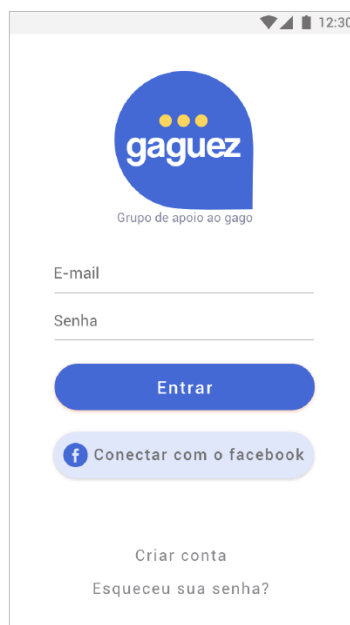 12:30
gaguez
Grupo de apoio ao gago
E-mail
Senha
Entrar
f Conectar com o facebook
Criar conta
Esqueceu sua senha?